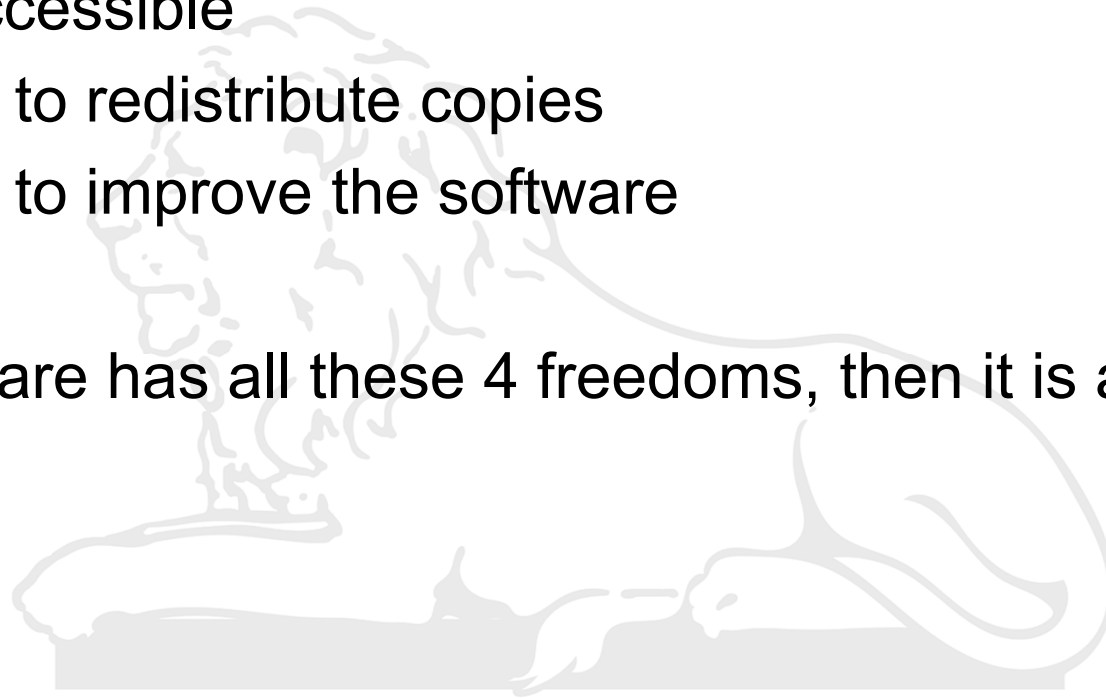 ccessible
to redistribute copies
to improve the software
are has all these 4 freedoms, then it is a